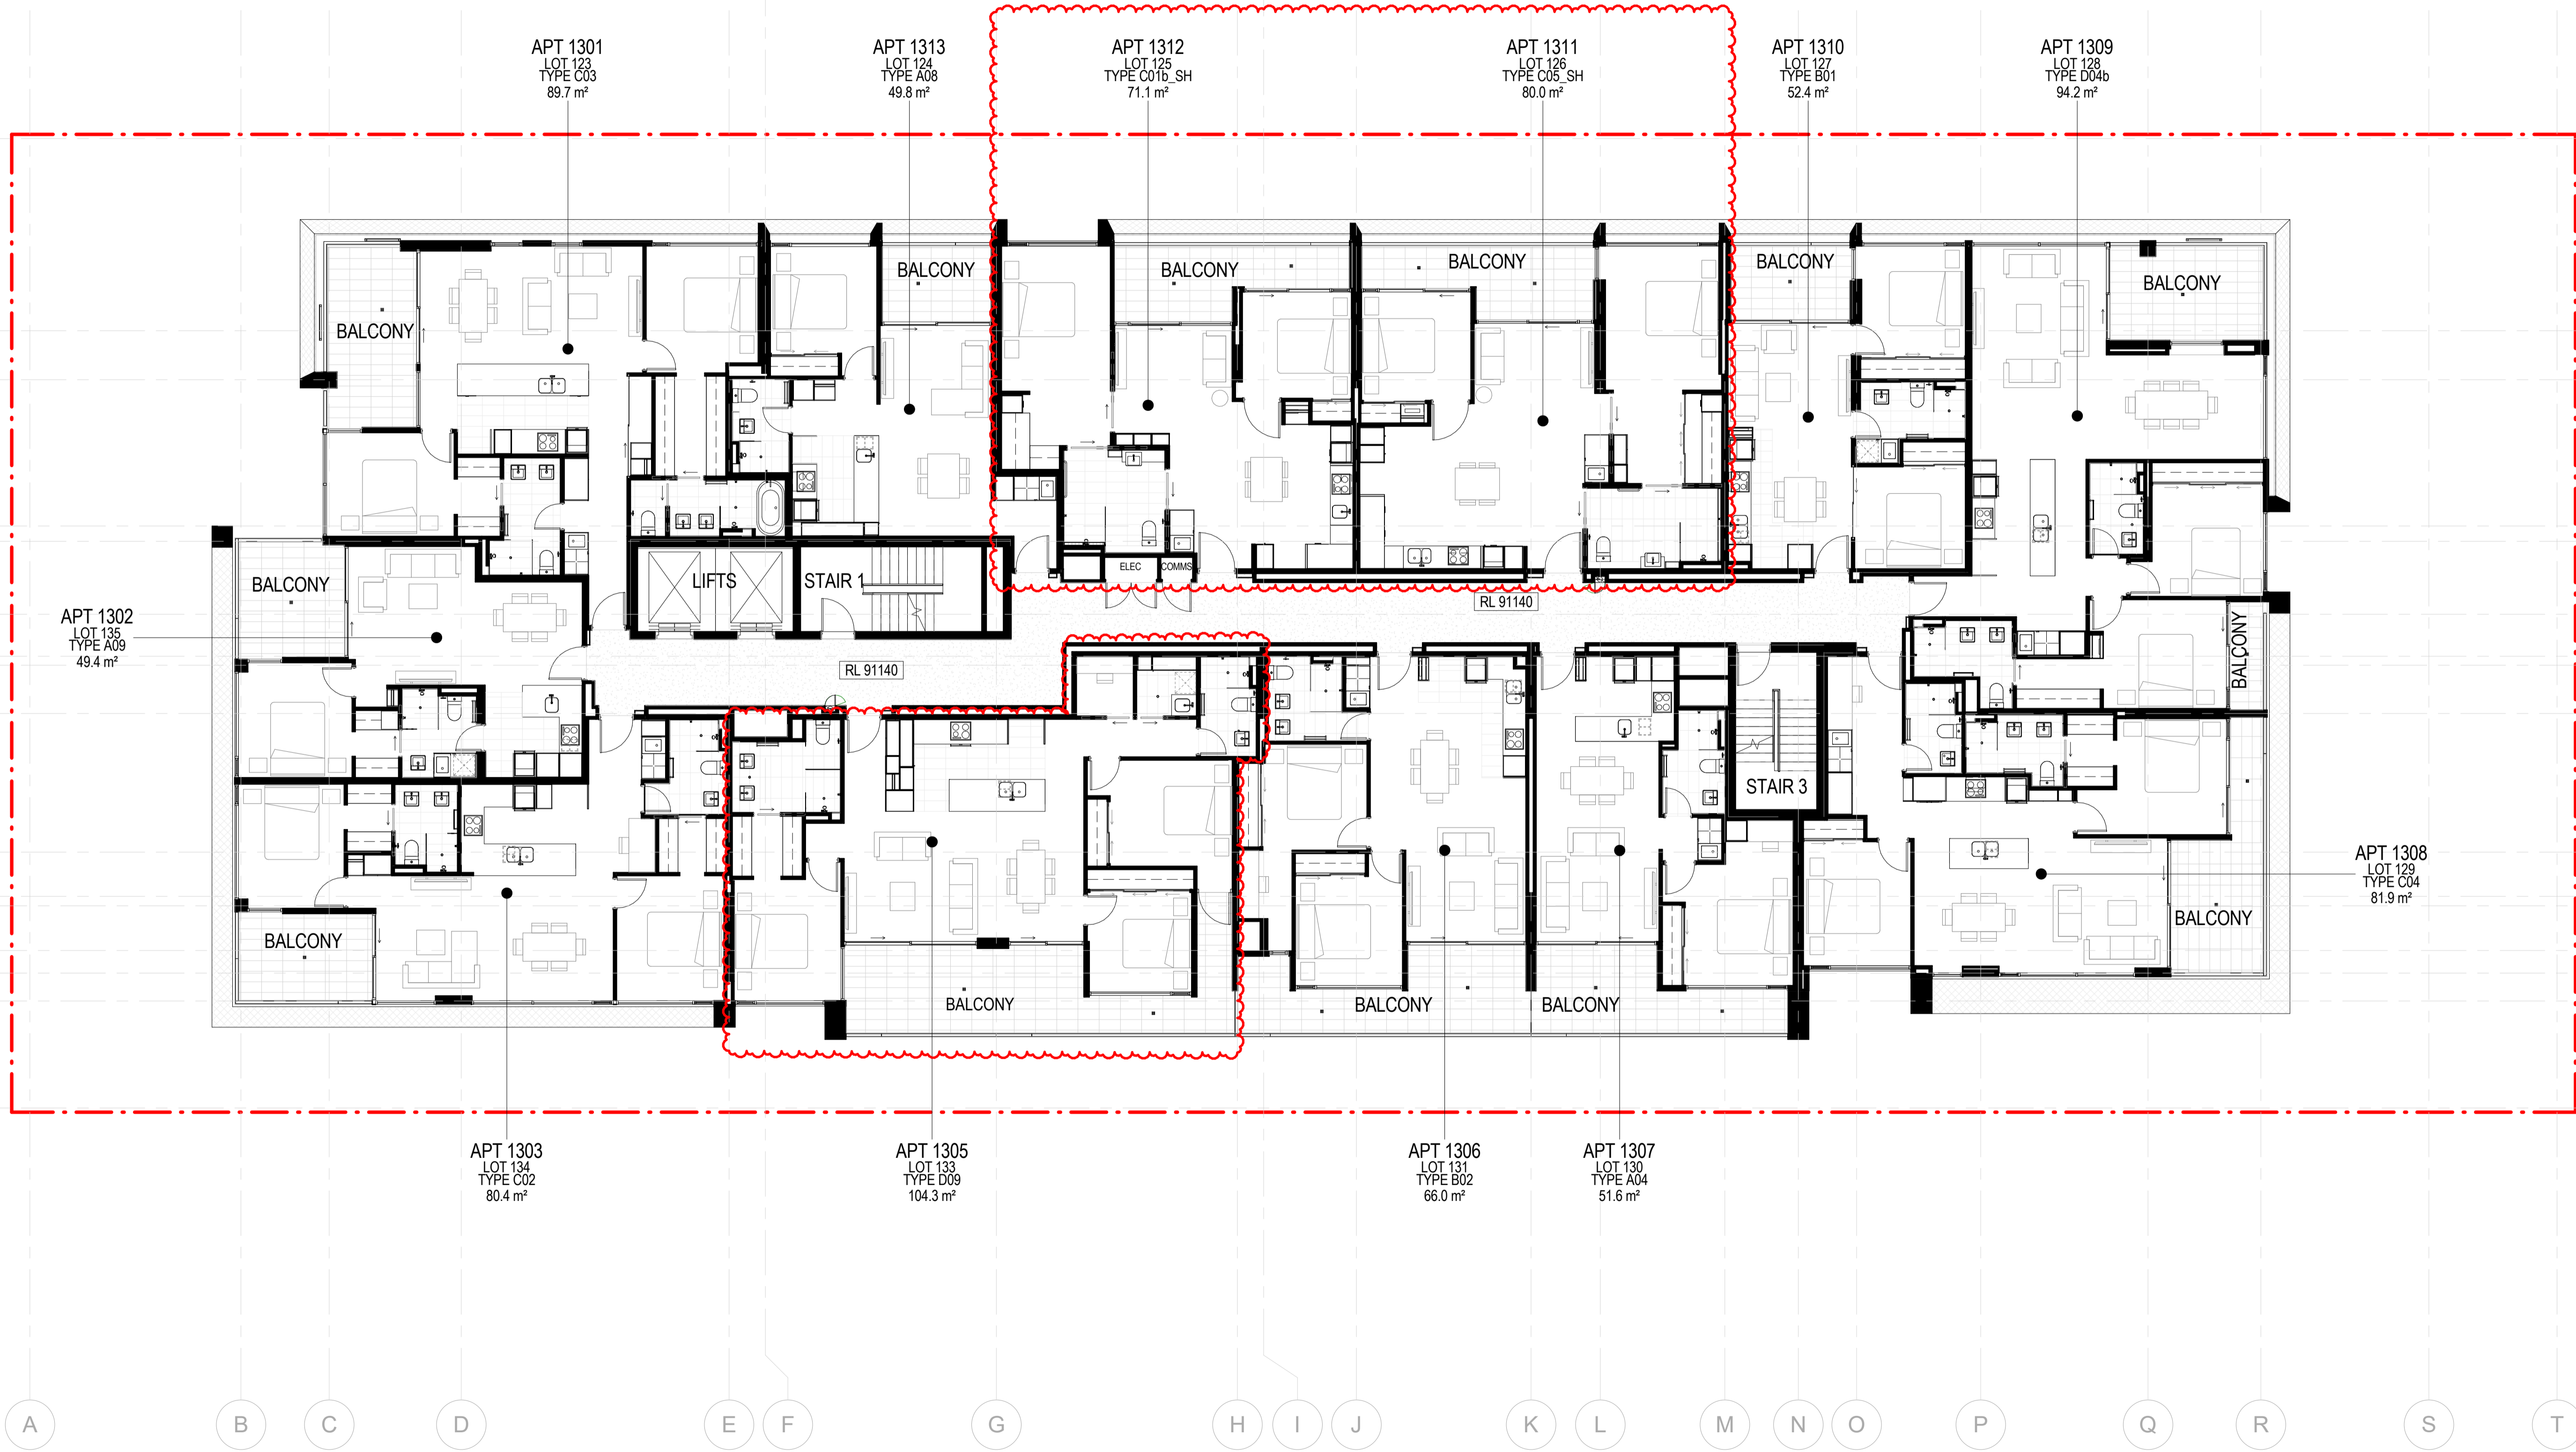 APT 1301
LOT 123
TYPE C03
89.7 m²
APT 1313
LOT 124
TYPE A08
49.8 m²
APT 1312
LOT 125
TYPE C01b_SH
71.1 m²
APT 1311
LOT 126
TYPE C05_SH
80.0 m²
APT 1310
LOT 127
TYPE B01
52.4 m²
APT 1309
LOT 128
TYPE D04b
94.2 m²
BALCONY
BALCONY
BALCONY
BALCONY
BALCONY
BALCONY
BALCONY
LIFTS
STAIR 1
ELEC
COMMS
BALCONY
RL 91140
APT 1302
LOT 135
TYPE A09
49.4 m²
RL 91140
BALCONY
STAIR 3
APT 1308
LOT 129
TYPE C04
81.9 m²
BALCONY
BALCONY
BALCONY
BALCONY
BALCONY
APT 1303
LOT 134
TYPE C02
80.4 m²
APT 1305
LOT 133
TYPE D09
104.3 m²
APT 1306
LOT 131
TYPE B02
66.0 m²
APT 1307
LOT 130
TYPE A04
51.6 m²
A B C D E F G H I J K L M N O P Q R S T